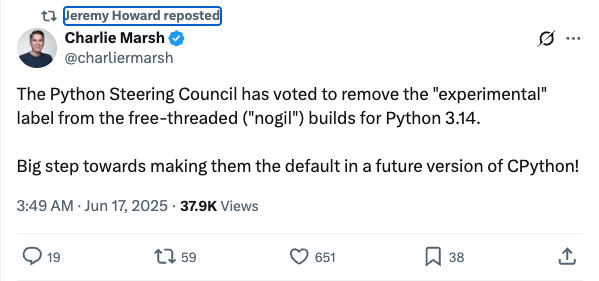 Jeremy Howard reposted
Charlie Marsh
@charliermarsh
The Python Steering Council has voted to remove the "experimental"
label from the free-threaded ("nogil") builds for Python 3.14.
Big step towards making them the default in a future version of CPython!
3:49 AM · Jun 17, 2025 · 37.9K Views
19 59 651 38